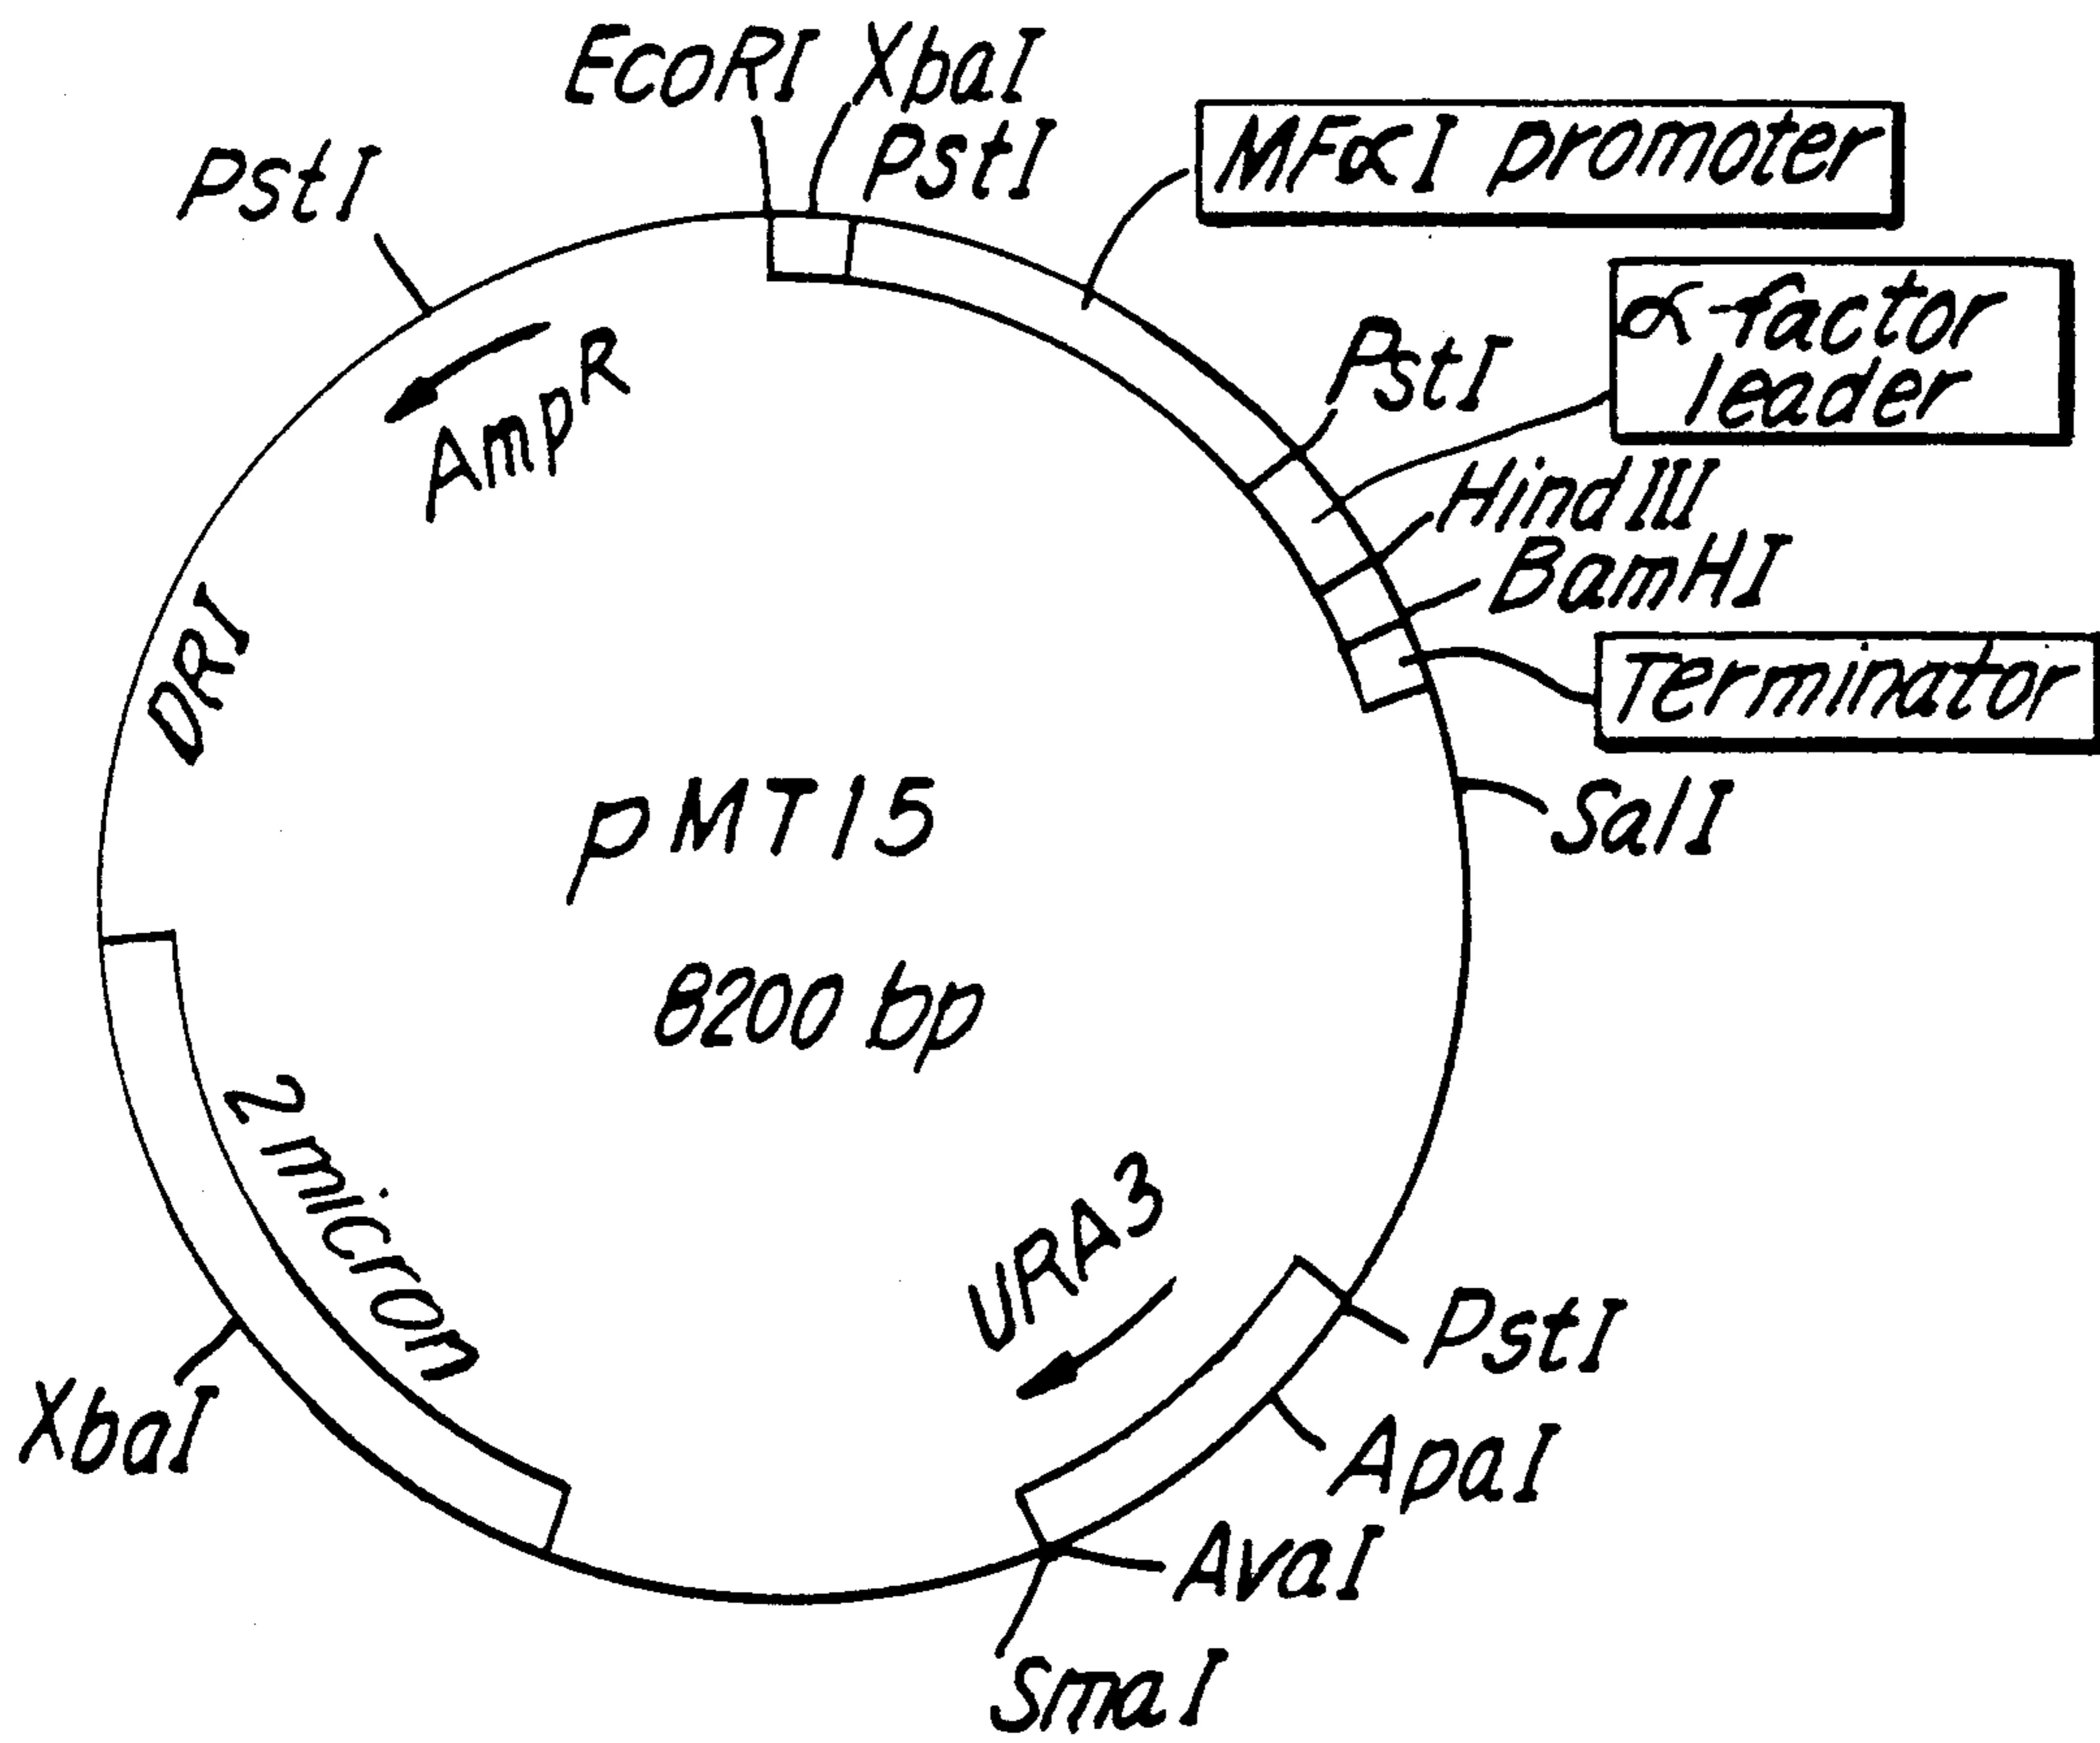 EcoRI XbaI
PstI
PstI
MFαI promoter
α-factor
leader
PstI
HindIII
BamHI
Terminator
SalI
AmpR
ORI
pMT15
8200 bp
2 micron
URA3
XbaI
PstI
ApaI
AvaI
SmaI